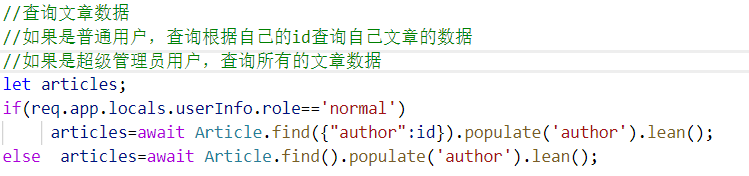 //查询文章数据
//如果是普通用户，查询根据自己的id查询自己文章的数据
//如果是超级管理员用户，查询所有的文章数据
let articles;
if(req.app.locals.userInfo.role=='normal')
articles=await Article.find({"author":id}).populate('author').lean();
else  articles=await Article.find().populate('author').lean();